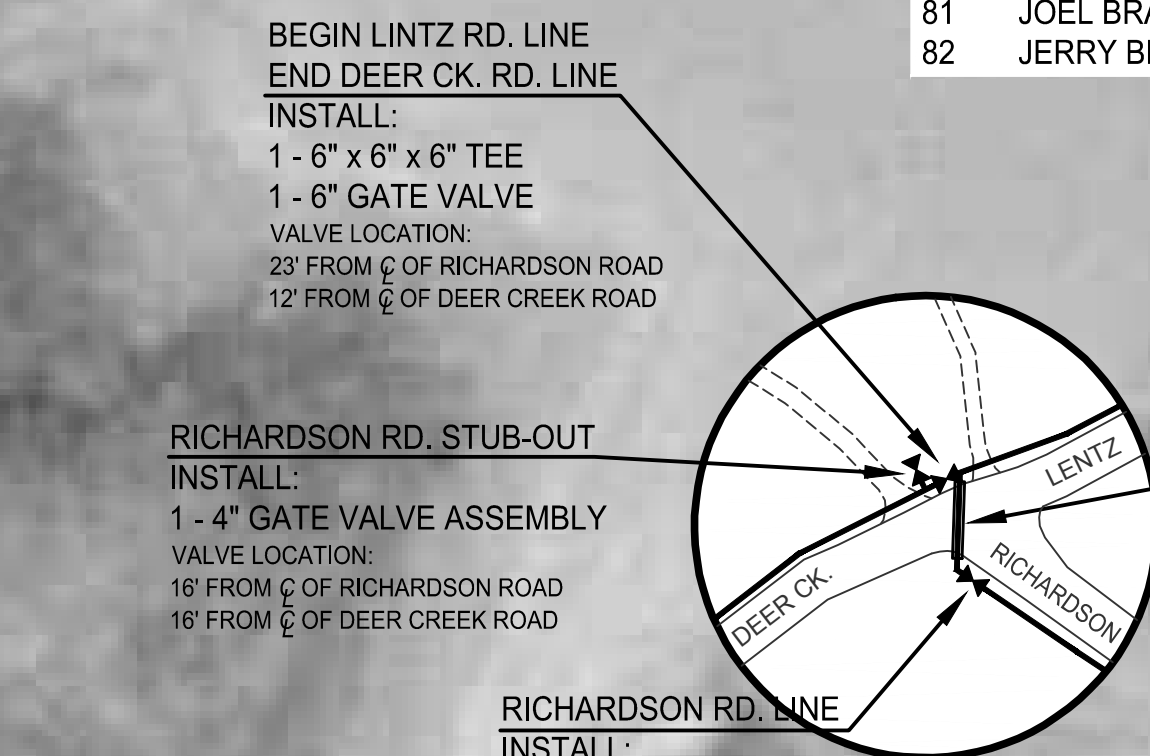 81 JOEL
82 JERRY
BEGIN LINTZ RD. LINE
END DEER CK. RD. LINE
INSTALL:
1 - 6" x 6" x 6" TEE
1 - 6" GATE VALVE
VALVE LOCATION:
23' FROM ℄ OF RICHARDSON ROAD
12' FROM ℄ OF DEER CREEK ROAD
RICHARDSON RD. STUB-OUT
INSTALL:
1 - 4" GATE VALVE ASSEMBLY
VALVE LOCATION:
16' FROM ℄ OF RICHARDSON ROAD
16' FROM ℄ OF DEER CREEK ROAD
LENTZ
DEER CK.
RICHARDSON
RICHARDSON RD. LINE
INSTALL: